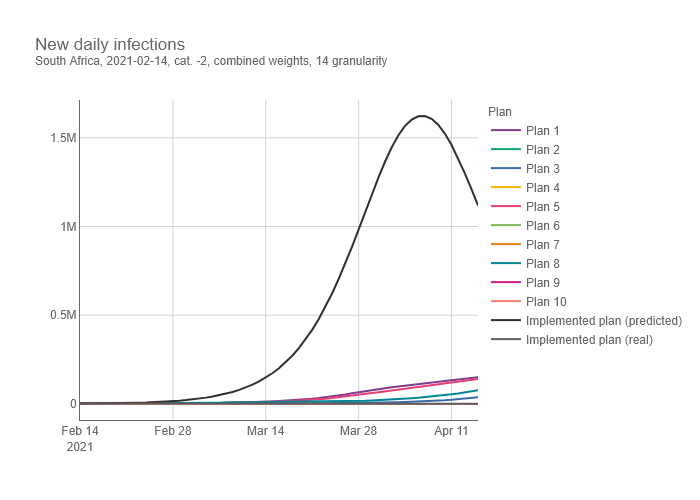 New daily infections
South Africa, 2021-02-14, cat. -2, combined weights, 14 granularity
1.5M
1M
0.5M
0
Feb 14
2021
Feb 28
Mar 14
Mar 28
Apr 11
Plan
Plan 1
Plan 2
Plan 3
Plan 4
Plan 5
Plan 6
Plan 7
Plan 8
Plan 9
Plan 10
Implemented plan (predicted)
Implemented plan (real)